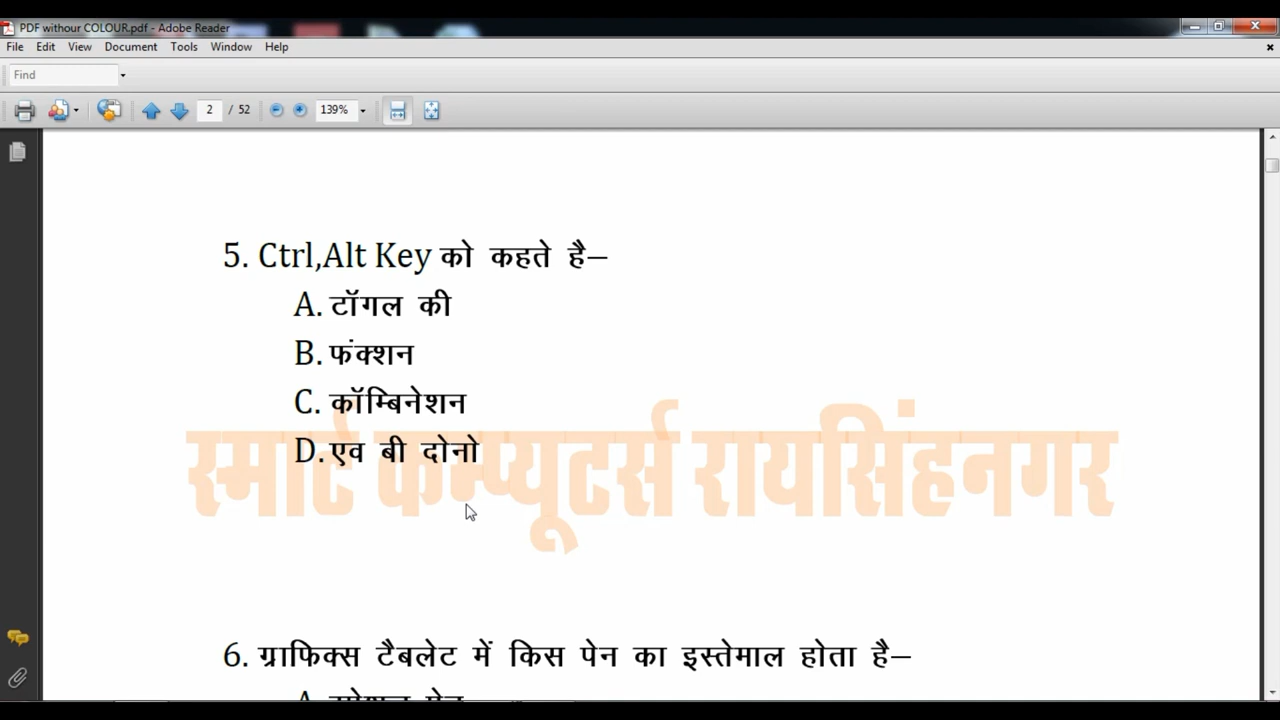 PDF withour COLOUR.pdf - Adobe Reader
File Edit View Document Tools Window Help
Find
2 / 52 139%
5. Ctrl,Alt Key को कहते है–
A. टॉगल की
B. फंक्शन
C. कॉम्बिनेशन
D. एव बी दोनो
स्मार्ट कम्प्यूटर्स रायसिंहनगर
6. ग्राफिक्स टैबलेट में किस पेन का इस्तेमाल होता है–